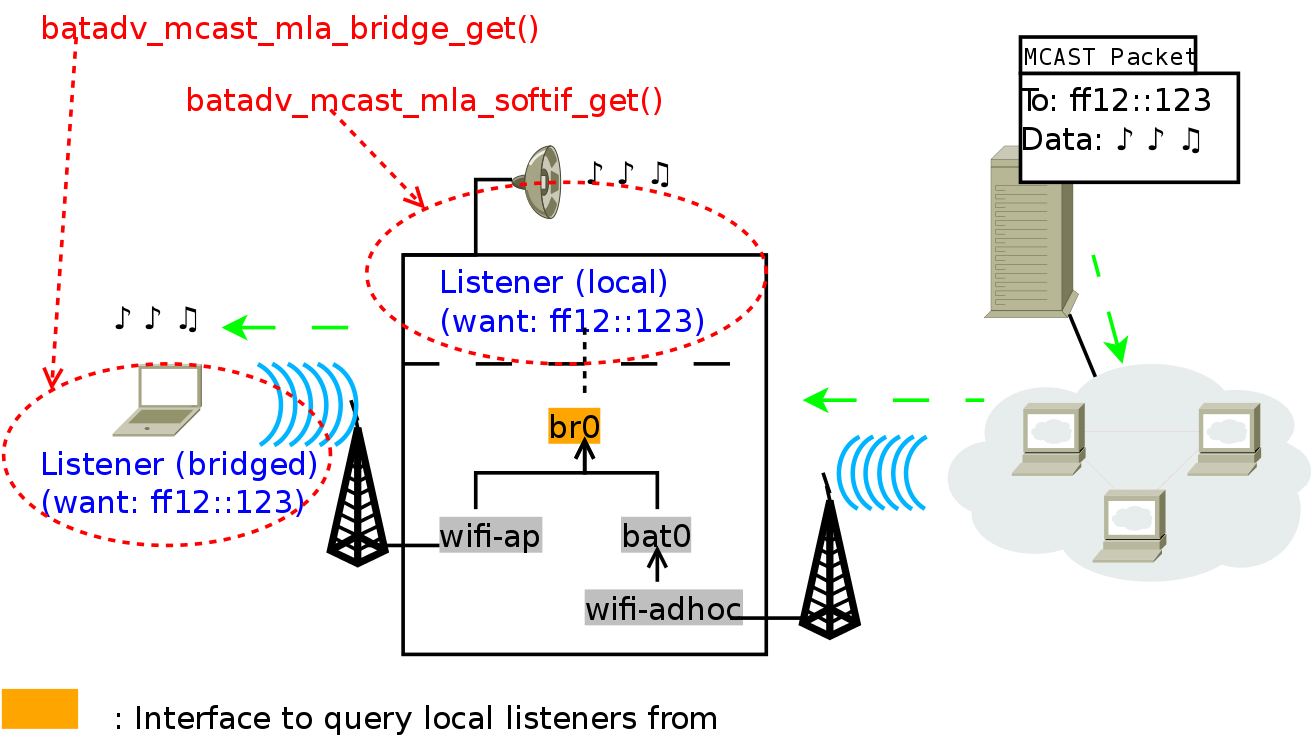 batadv_mcast_mla_bridge_get()
MCAST Packet
batadv_mcast_mla_softif_get()
To: ff12::123
Data: ♪ ♪ ♫
♪ ♪ ♫
Listener (local)
(want: ff12::123)
♪ ♪ ♫
br0
Listener (bridged)
(want: ff12::123)
wifi-ap
bat0
wifi-adhoc
: Interface to query local listeners from